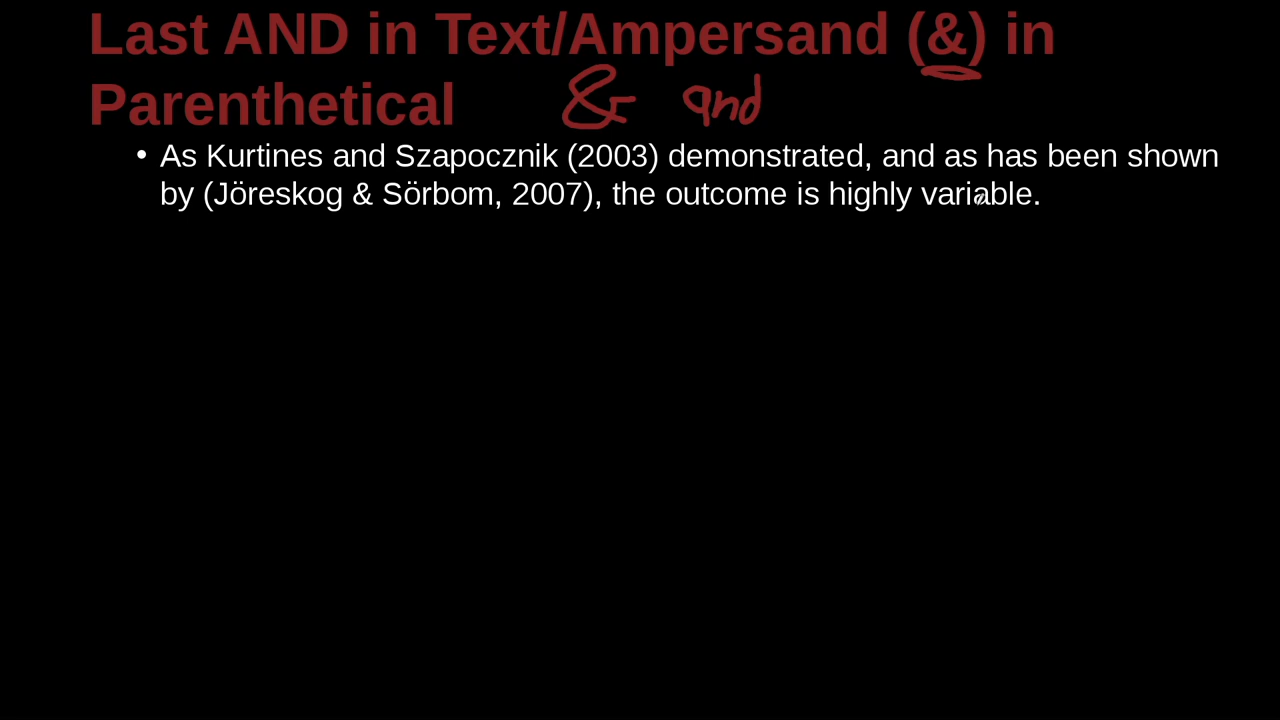 Last AND in Text/Ampersand (&) in
Parenthetical & and
• As Kurtines and Szapocznik (2003) demonstrated, and as has been shown
by (Jöreskog & Sörbom, 2007), the outcome is highly variable.